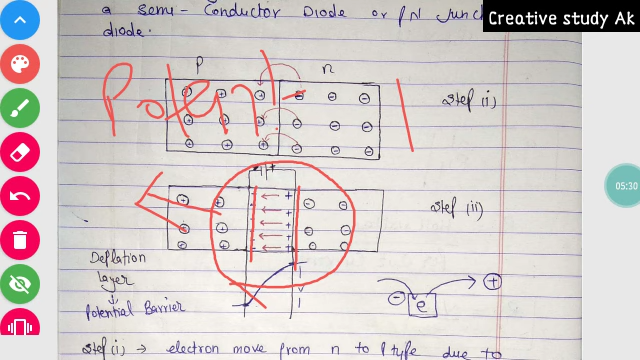 Creative study Ak
a semi-Conductor Diode or PN Junc
diode.
P n
Potent
step (i)
step (ii)
05:30
Deflation
Layer
Potential Barrier
e
step (i) → electron move from n to P type due to